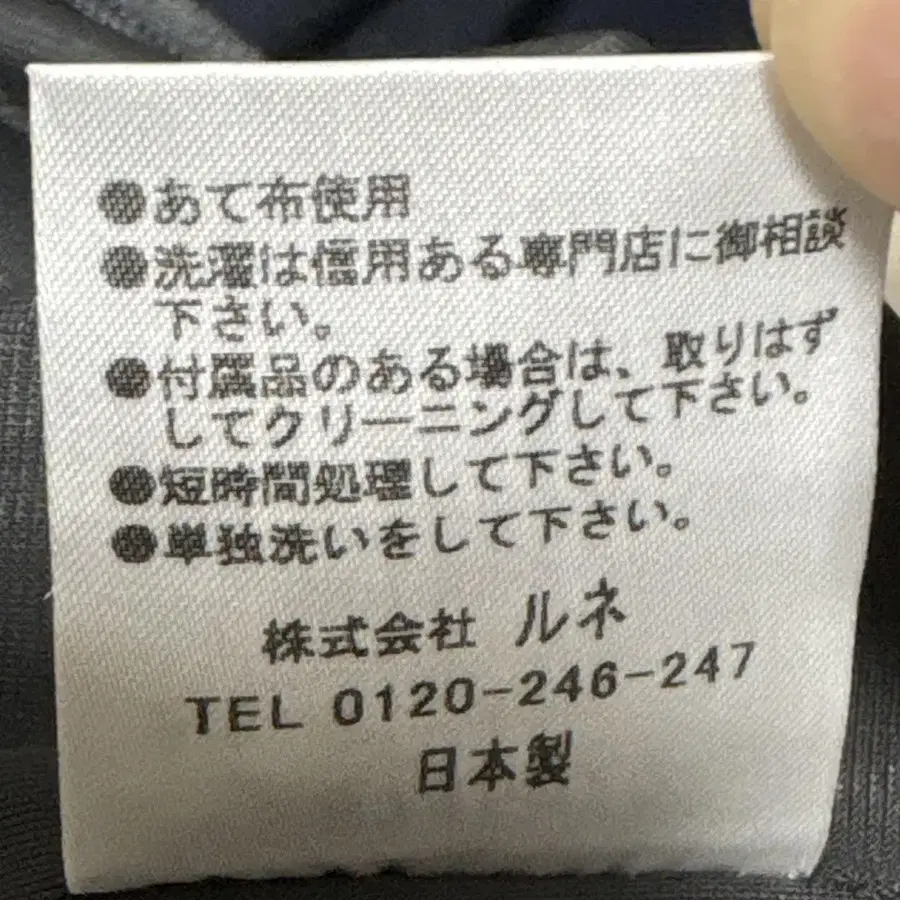 ●あて布使用
●洗濯は信用ある専門店に御相談
下さい。
●付属品のある場合は、取りはず
してクリーニングして下さい。
●短時間処理して下さい。
●単独洗いをして下さい。
株式会社 ルネ
TEL 0120-246-247
日本製